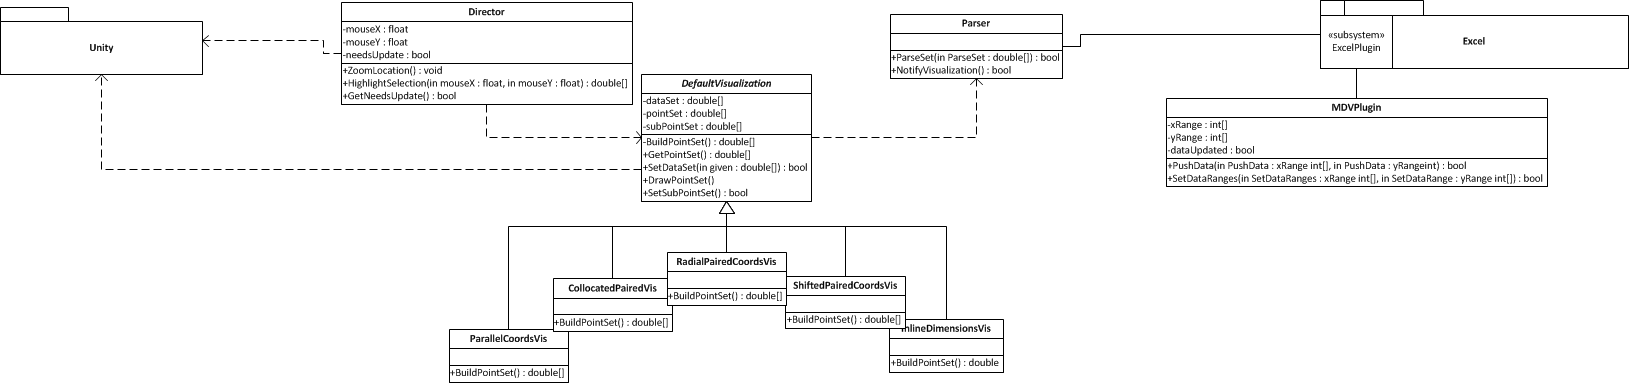 Unity
Director
-mouseX : float
-mouseY : float
-needsUpdate : bool
+ZoomLocation() : void
+HighlightSelection(in mouseX : float, in mouseY : float) : double[]
+GetNeedsUpdate() : bool
DefaultVisualization
-dataSet : double[]
-pointSet : double[]
-subPointSet : double[]
-BuildPointSet() : double[]
+GetPointSet() : double[]
+SetDataSet(in given : double[]) : bool
+DrawPointSet()
+SetSubPointSet() : bool
Parser
+ParseSet(in ParseSet : double[]) : bool
+NotifyVisualization() : bool
«subsystem»
ExcelPlugin
Excel
MDVPlugin
-xRange : int[]
-yRange : int[]
-dataUpdated : bool
+PushData(in PushData : xRange int[], in PushData : yRangeint) : bool
+SetDataRanges(in SetDataRanges : xRange int[], in SetDataRange : yRange int[]) : bool
ParallelCoordsVis
+BuildPointSet() : double[]
CollocatedPairedVis
+BuildPointSet() : double[]
RadialPairedCoordsVis
+BuildPointSet() : double[]
ShiftedPairedCoordsVis
+BuildPointSet() : double[]
InlineDimensionsVis
+BuildPointSet() : double